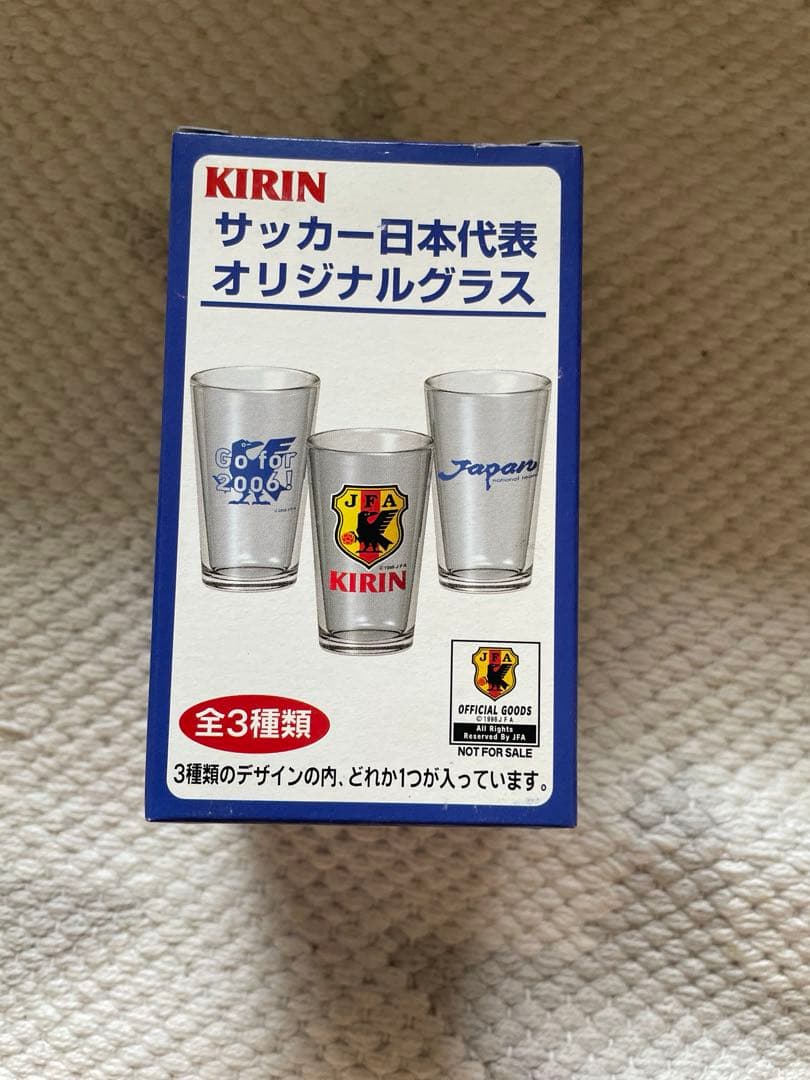 KIRIN
サッカー日本代表
オリジナルグラス
Go for
2006!
JFA
©1996JFA
KIRIN
Japan
national team
JFA
OFFICIAL GOODS
©1996JFA
All Rights
Reserved By JFA
NOT FOR SALE
全3種類
3種類のデザインの内、どれか1つが入っています。